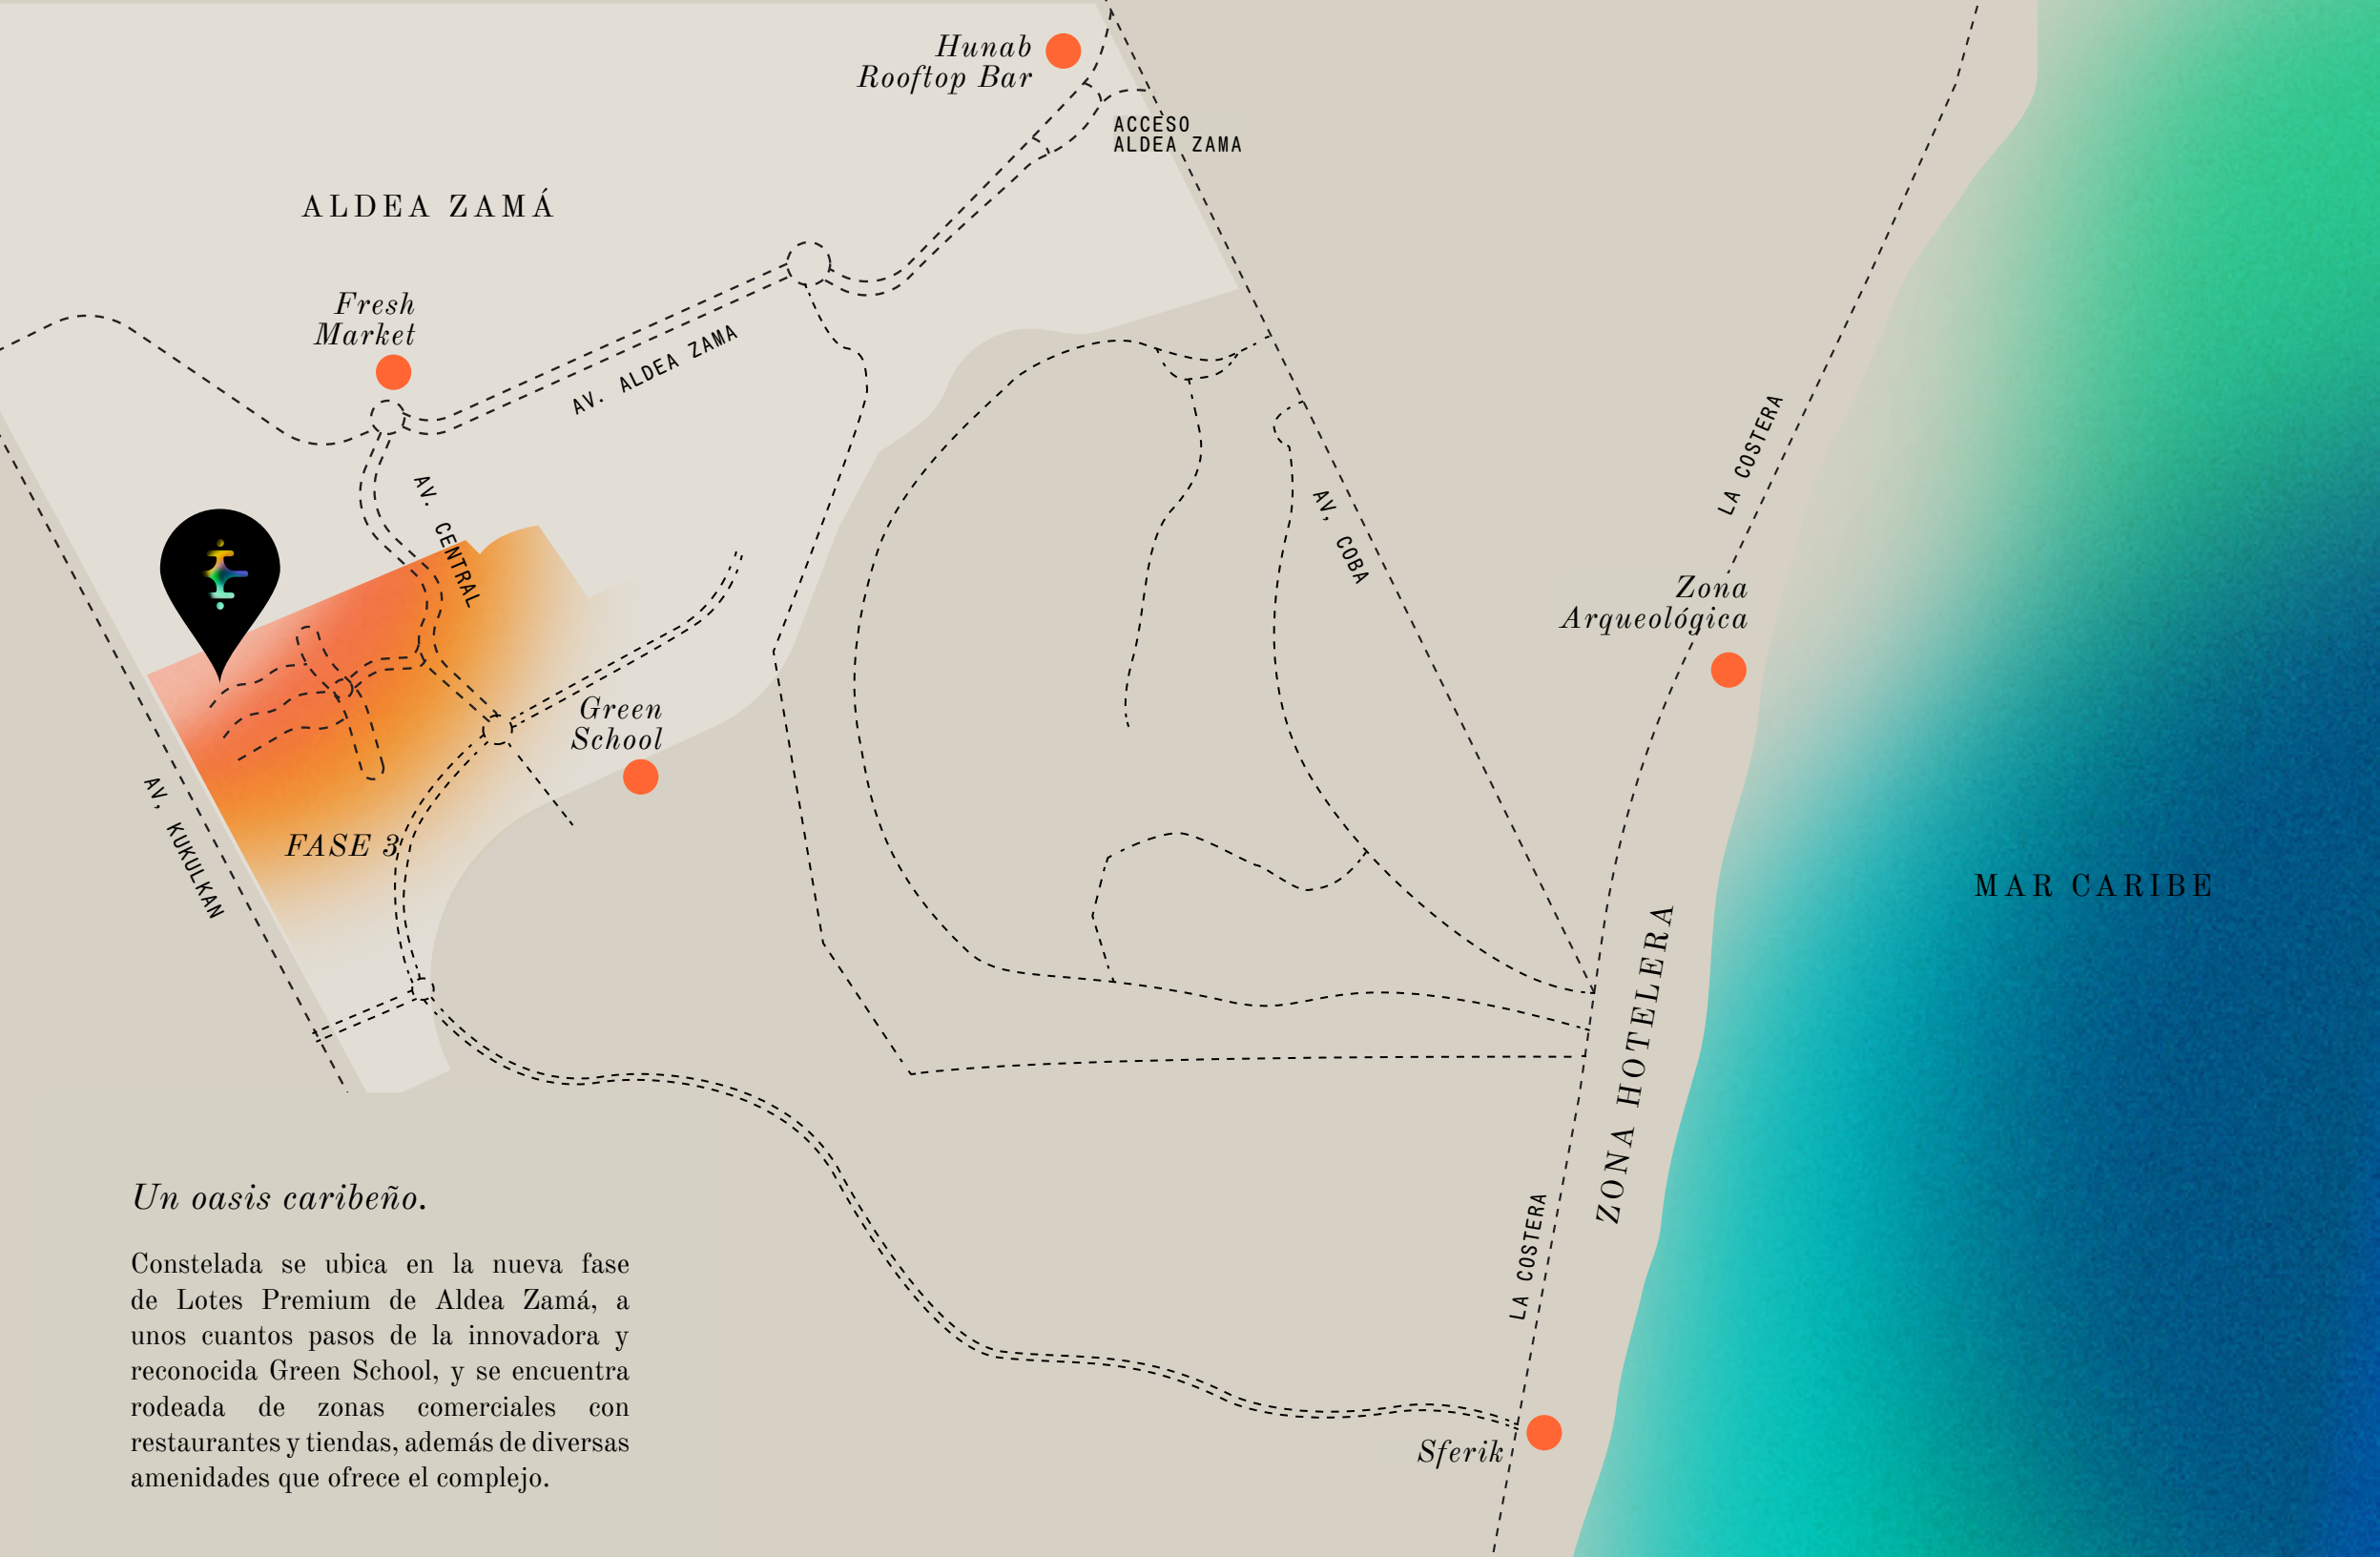 Hunab
Rooftop Bar
ACCESO
ALDEA ZAMA
ALDEA ZAMÁ
Fresh
Market
AV. ALDEA ZAMA
AV. CENTRAL
AV, COBA
LA COSTERA
Zona
Arqueológica
Green
School
AV, KUKULKAN
FASE 3
MAR CARIBE
ZONA HOTELERA
LA COSTERA
Sferik
Un oasis caribeño.
Constelada se ubica en la nueva fase
de Lotes Premium de Aldea Zamá, a
unos cuantos pasos de la innovadora y
reconocida Green School, y se encuentra
rodeada de zonas comerciales con
restaurantes y tiendas, además de diversas
amenidades que ofrece el complejo.